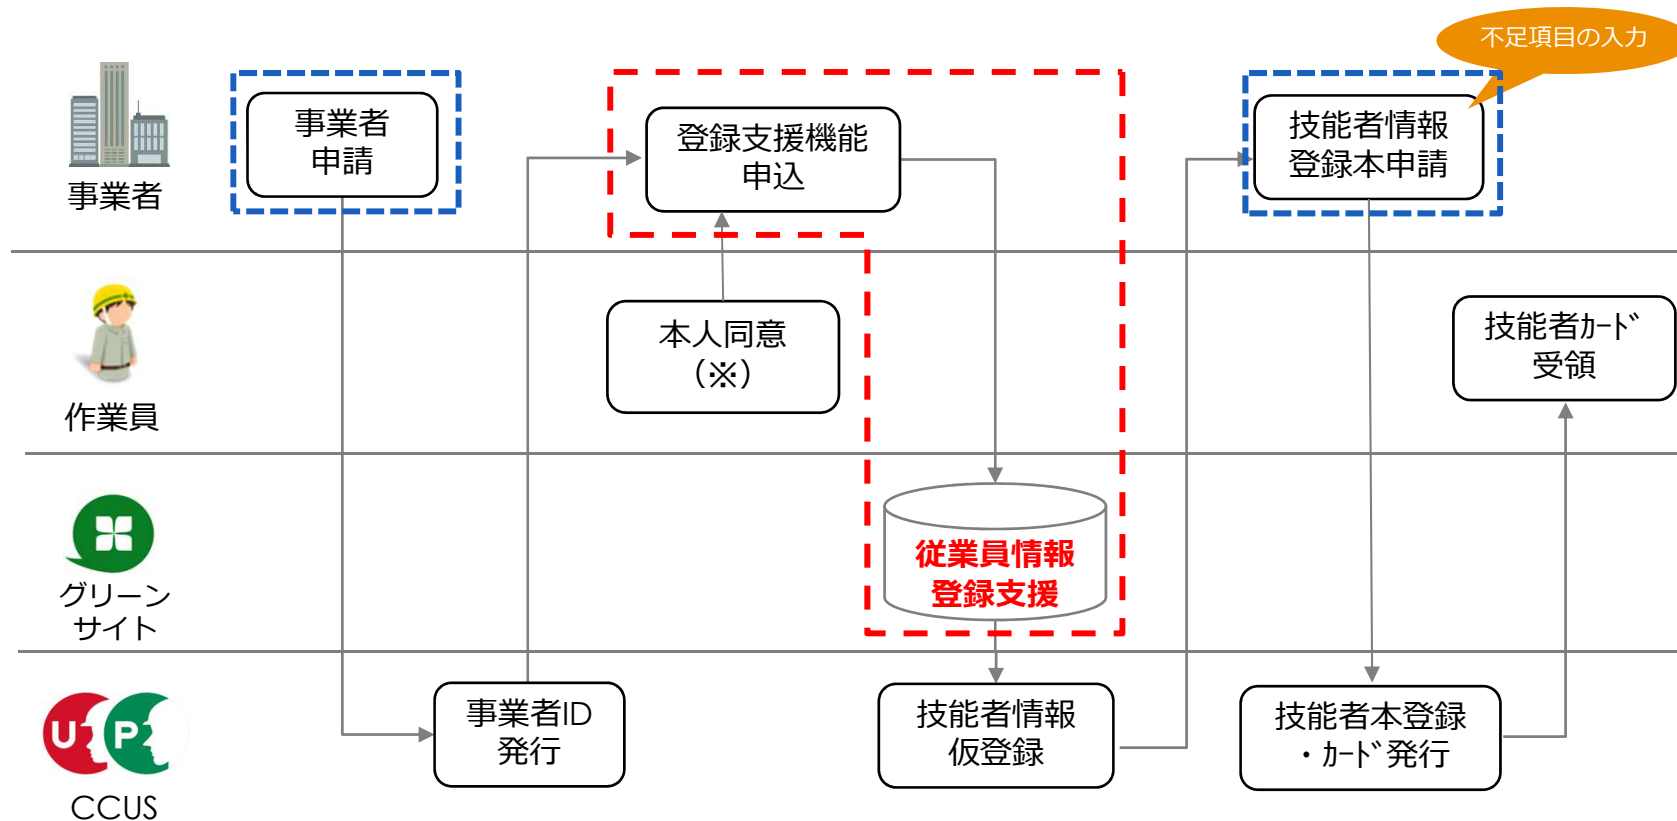 不足項目の入力
事業者
事業者
申請
登録支援機能
申込
技能者情報
登録本申請
作業員
本人同意
（※）
技能者ｶｰﾄﾞ
受領
グリーン
サイト
従業員情報
登録支援
U P
CCUS
事業者ID
発行
技能者情報
仮登録
技能者本登録
・ｶｰﾄﾞ発行